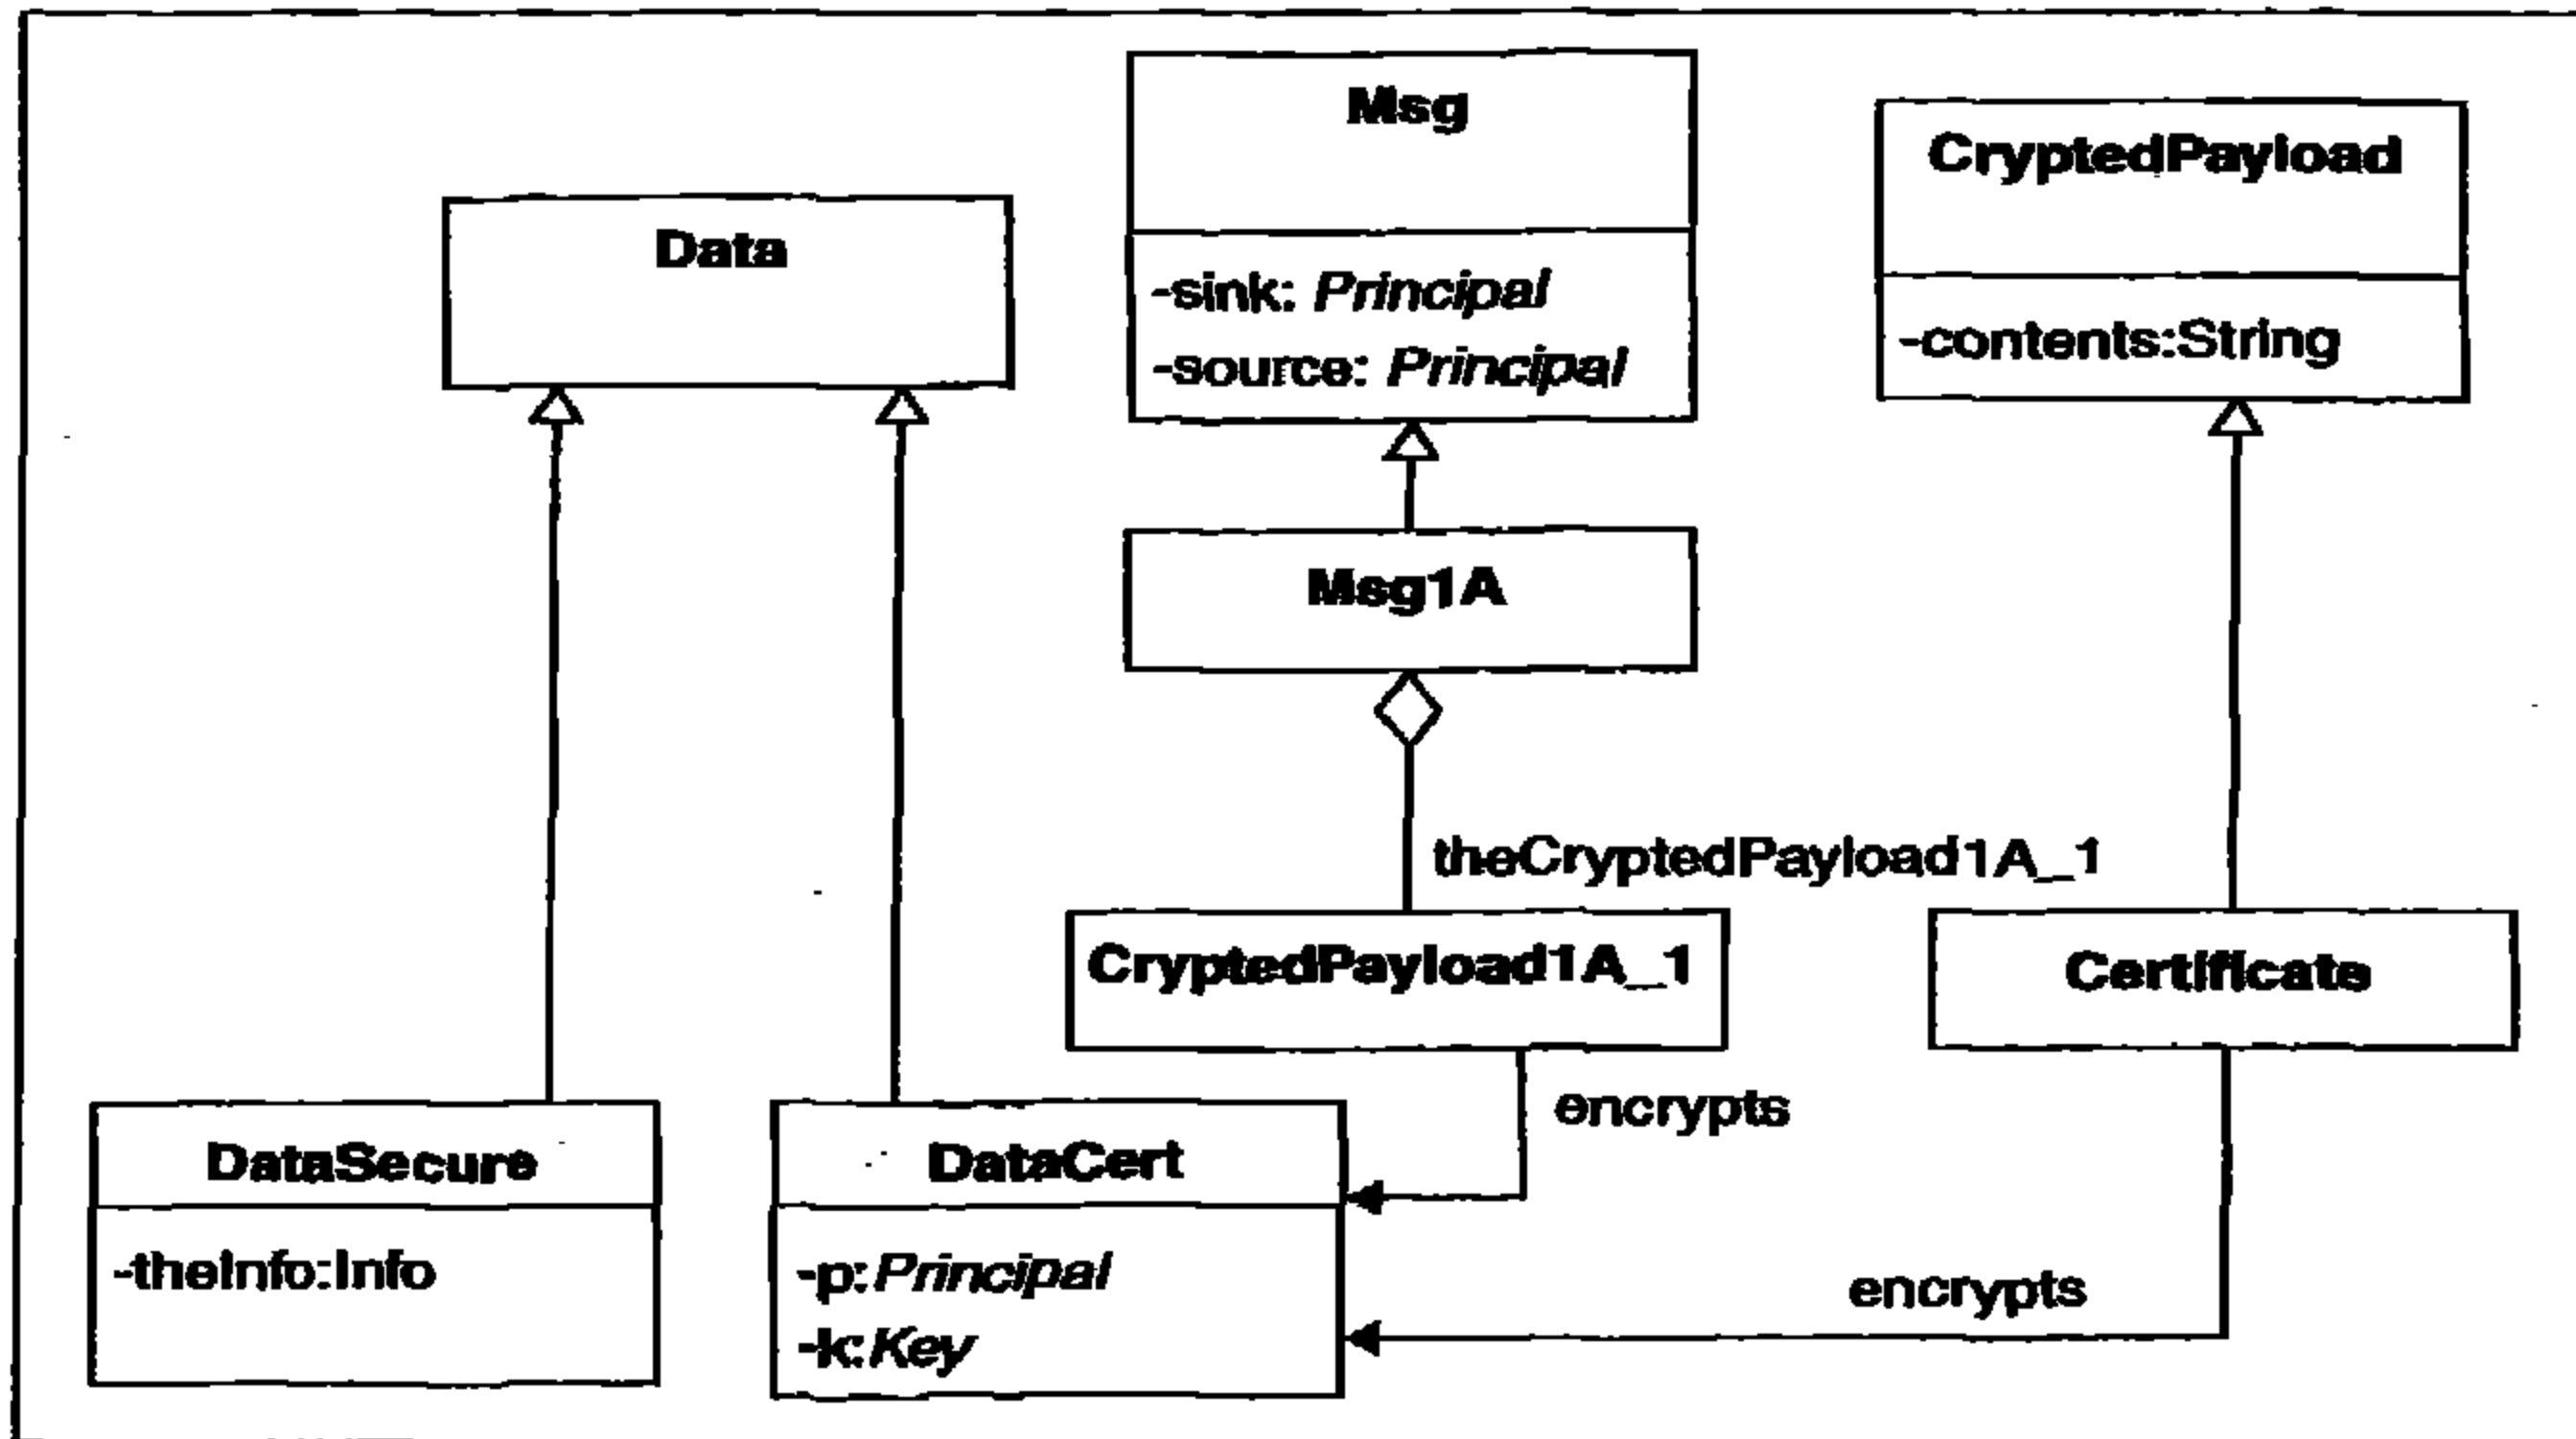 Msg
-sink: Principal
-source: Principal
CryptedPayload
-contents:String
Data
Msg1A
theCryptedPayload1A_1
CryptedPayload1A_1
Certificate
encrypts
DataSecure
-theInfo:Info
DataCert
-p:Principal
-k:Key
encrypts